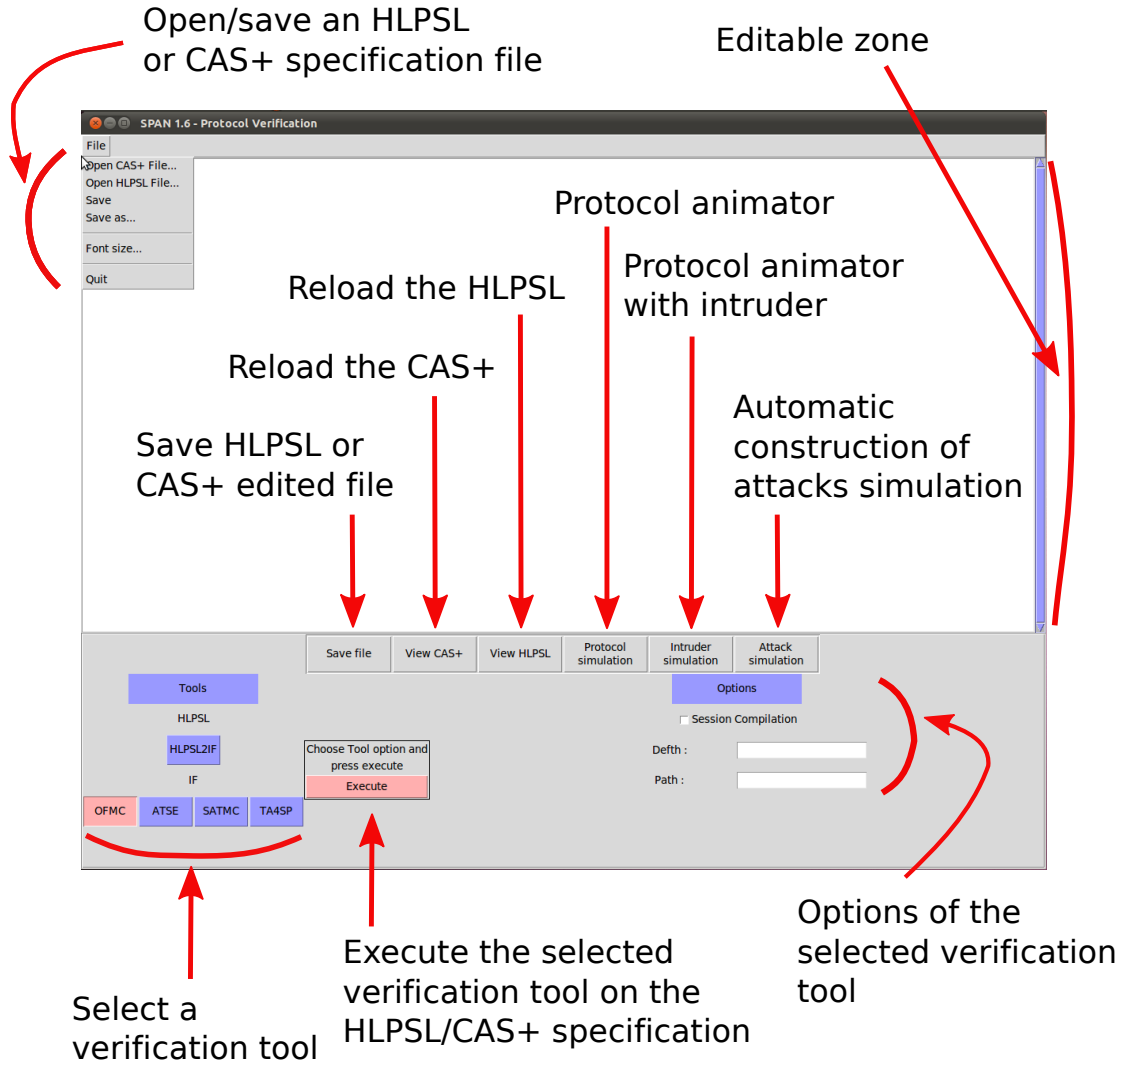 Open/save an HLPSL
or CAS+ specification file
Editable zone
SPAN 1.6 - Protocol Verification
File
Open CAS+ File...
Open HLPSL File...
Save
Save as...
Font size...
Quit
Protocol animator
Protocol animator
with intruder
Reload the HLPSL
Reload the CAS+
Automatic
construction of
attacks simulation
Save HLPSL or
CAS+ edited file
Save file
View CAS+
View HLPSL
Protocol
simulation
Intruder
simulation
Attack
simulation
Tools
Options
HLPSL
Session Compilation
HLPSL2IF
Choose Tool option and
press execute
Execute
Defth :
IF
Path :
OFMC
ATSE
SATMC
TA4SP
Options of the
selected verification
tool
Execute the selected
verification tool on the
HLPSL/CAS+ specification
Select a
verification tool